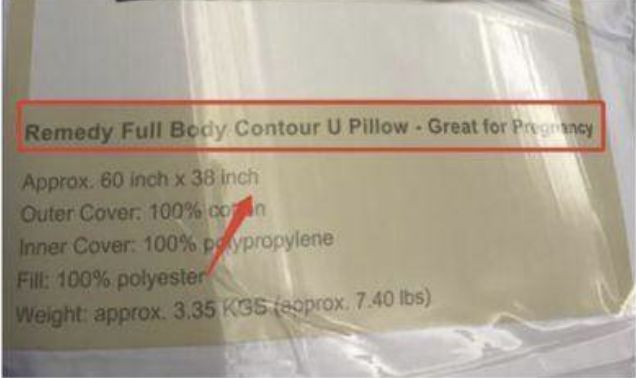 Remedy Full Body Contour U Pillow - Great for Pregnancy
Approx. 60 inch x 38 inch
Outer Cover: 100% cotton
Inner Cover: 100% polypropylene
Fill: 100% polyester
Weight: approx. 3.35 KGS (approx. 7.40 lbs)